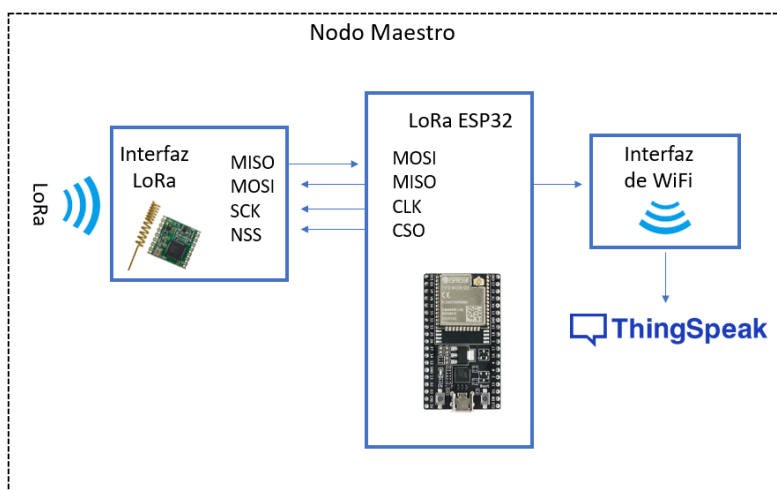 Nodo Maestro
LoRa
Interfaz
LoRa
MISO
MOSI
SCK
NSS
LoRa ESP32
MOSI
MISO
CLK
CSO
Interfaz
de WiFi
ThingSpeak